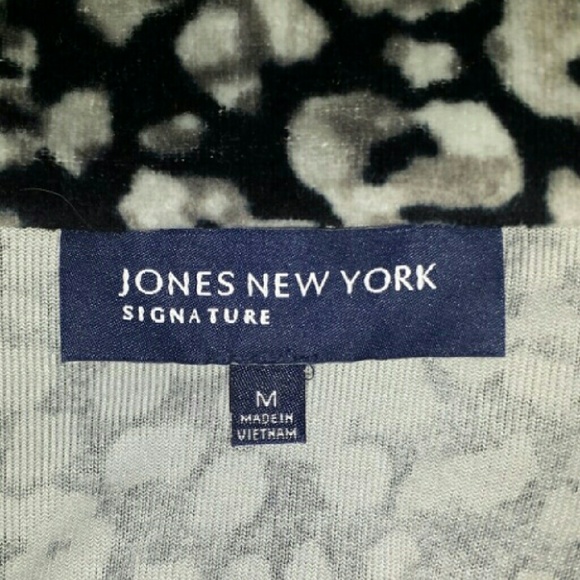 JONES NEW YORK
SIGNATURE
M
MADE IN
VIETNAM